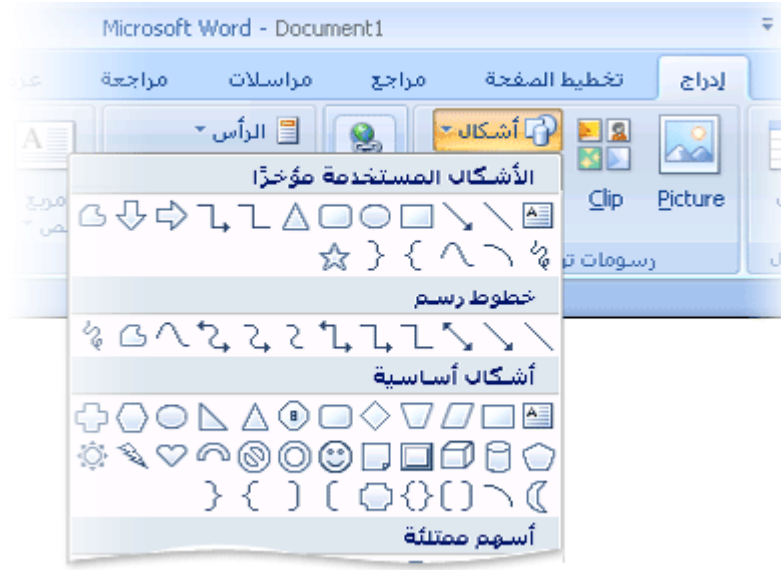 Microsoft Word - Document1
إدراج تخطيط الصفحة مراجع مراسلات مراجعة
أشكال الرأس
Picture Clip
الأشكال المستخدمة مؤخرًا
خطوط رسم
أشكال أساسية
أسهم ممتلئة